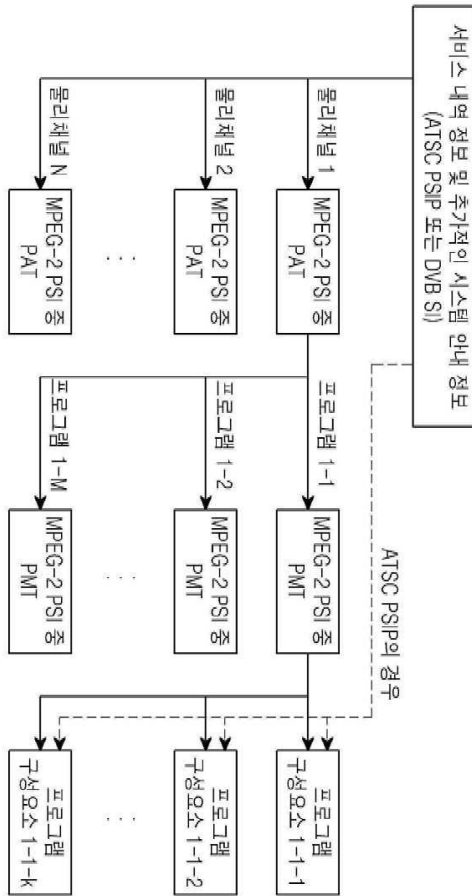 서비스 내역 정보 및 추가적인 시스템 안내 정보
(ATSC PSIP 또는 DVB SI)
물리채널 1
물리채널 2
물리채널 N
MPEG-2 PSI 중
PAT
MPEG-2 PSI 중
PAT
. . .
MPEG-2 PSI 중
PAT
프로그램 1-1
프로그램 1-2
프로그램 1-M
ATSC PSIP의 경우
MPEG-2 PSI 중
PMT
MPEG-2 PSI 중
PMT
. . .
MPEG-2 PSI 중
PMT
프로그램
구성요소 1-1-1
프로그램
구성요소 1-1-2
. . .
프로그램
구성요소 1-1-k